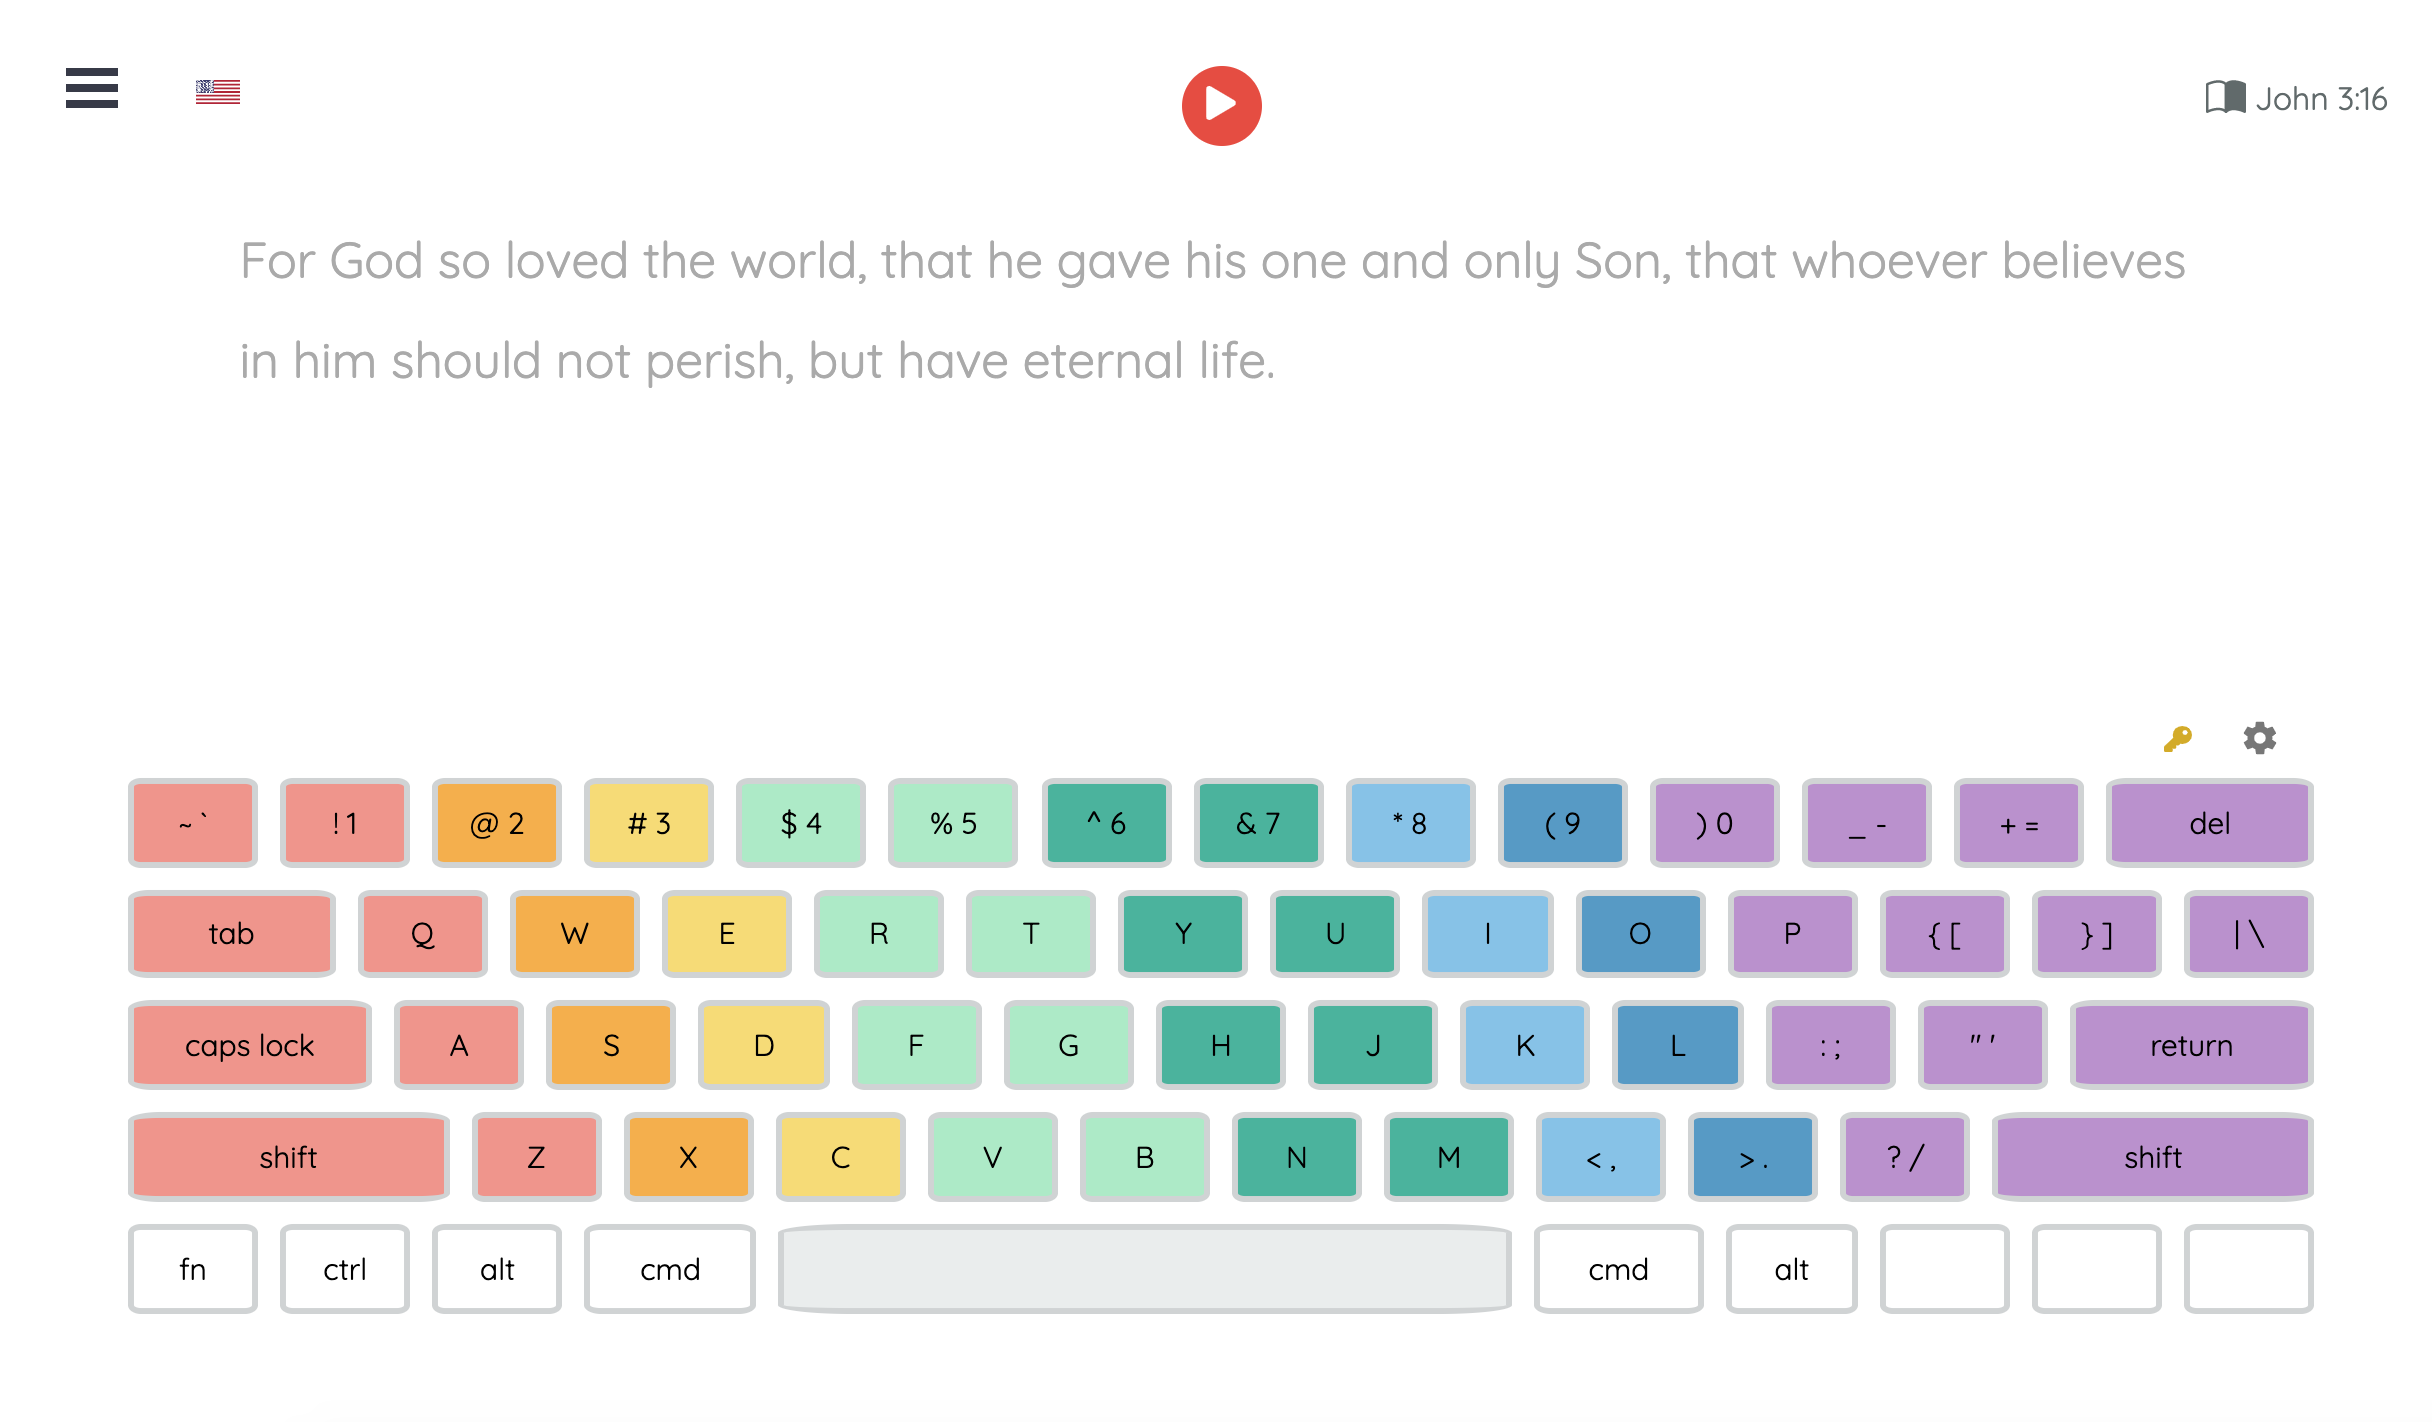 John 3:16
For God so loved the world, that he gave his one and only Son, that whoever believes
in him should not perish, but have eternal life.
~ ` ! 1 @ 2 # 3 $ 4 % 5 ^ 6 & 7 * 8 ( 9 ) 0 _ - + = del
tab Q W E R T Y U I O P { [ } ] | \
caps lock A S D F G H J K L : ; " ' return
shift Z X C V B N M < , > . ? / shift
fn ctrl alt cmd cmd alt